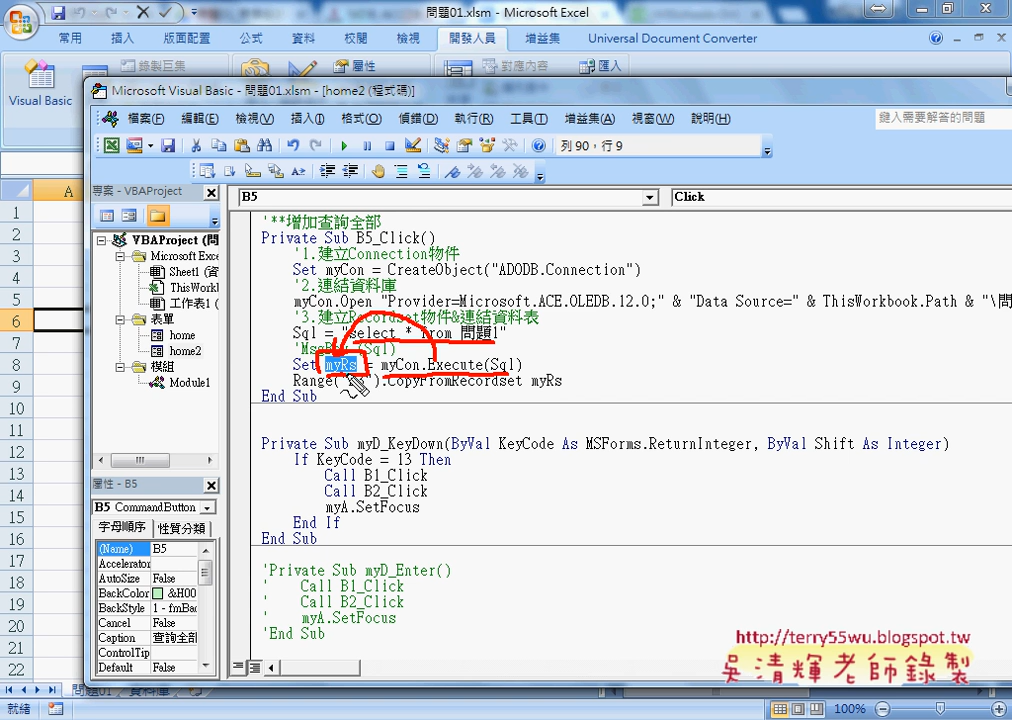 問題01.xlsm - Microsoft Excel
常用 插入 版面配置 公式 資料 校閱 檢視 開發人員 增益集 Universal Document Converter
Visual Basic
錄製巨集 屬性 對應內容 匯入
Microsoft Visual Basic - 問題01.xlsm - [home2 (程式碼)]
檔案(F) 編輯(E) 檢視(V) 插入(I) 格式(O) 偵錯(D) 執行(R) 工具(T) 增益集(A) 視窗(W) 說明(H)
鍵入需要解答的問題
列 90，行 9
專案 - VBAProject
B5 Click
VBAProject (問
Microsoft Exce
Sheet1 (資
ThisWorkl
工作表1 (
表單
home
home2
模組
Module1
屬性 - B5
B5 CommandButton
字母順序 性質分類
(Name) B5
Accelerator
AutoSize False
BackColor &H00
BackStyle 1 - fmBac
Cancel False
Caption 查詢全部
ControlTip
Default False
'**增加查詢全部
Private Sub B5_Click()
'1.建立Connection物件
Set myCon = CreateObject("ADODB.Connection")
'2.連結資料庫
myCon.Open "Provider=Microsoft.ACE.OLEDB.12.0;" & "Data Source=" & ThisWorkbook.Path & "\問
'3.建立Recordset物件&連結資料表
Sql = "select * from 問題1"
'MsgBox (Sql)
Set myRs = myCon.Execute(Sql)
Range(" ").CopyFromRecordset myRs
End Sub
Private Sub myD_KeyDown(ByVal KeyCode As MSForms.ReturnInteger, ByVal Shift As Integer)
If KeyCode = 13 Then
Call B1_Click
Call B2_Click
myA.SetFocus
End If
End Sub
'Private Sub myD_Enter()
' Call B1_Click
' Call B2_Click
' myA.SetFocus
'End Sub
A
1
2
3
4
5
6
7
8
9
10
11
12
13
14
15
16
17
18
19
20
21
22
問題01 資料庫
就緒 100%
http://terry55wu.blogspot.tw
吳清輝老師錄製